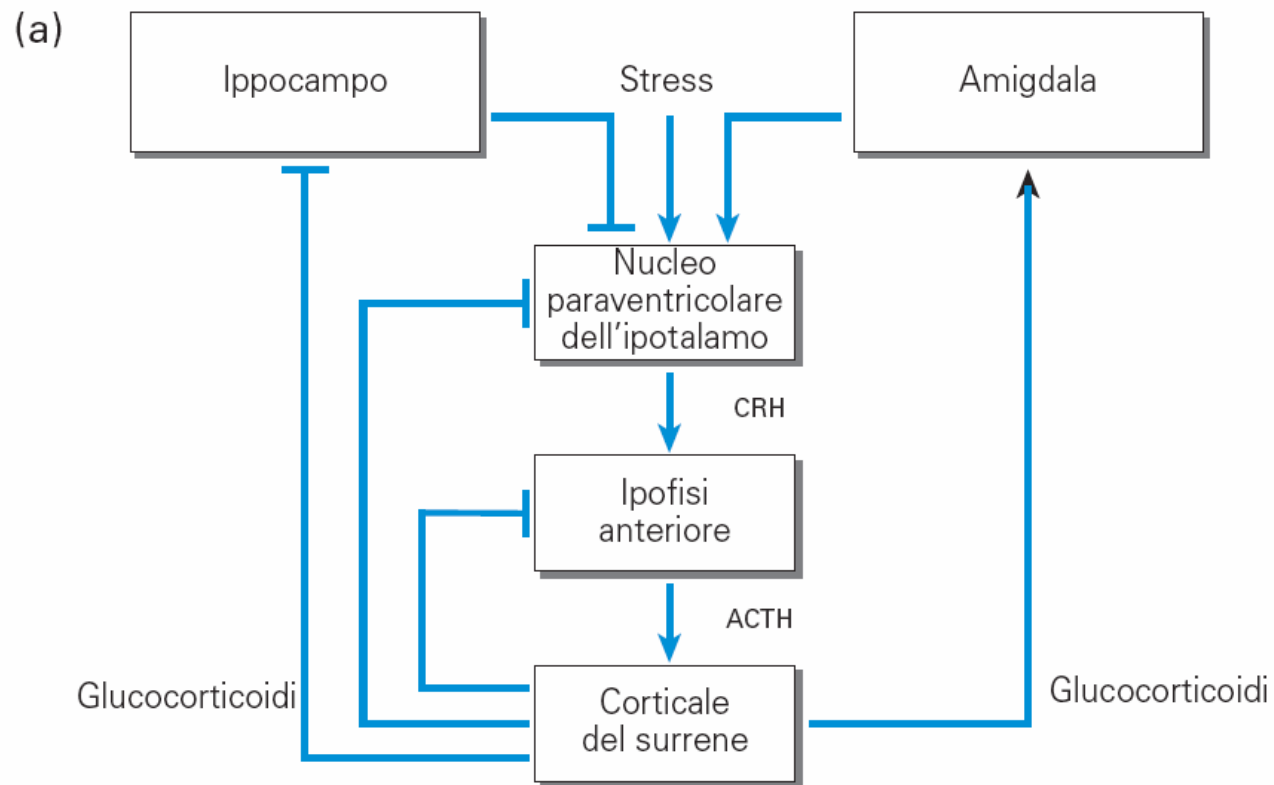 (a)
Ippocampo
Stress
Amigdala
Nucleo
paraventricolare
dell'ipotalamo
CRH
Ipofisi
anteriore
ACTH
Glucocorticoidi
Corticale
del surrene
Glucocorticoidi